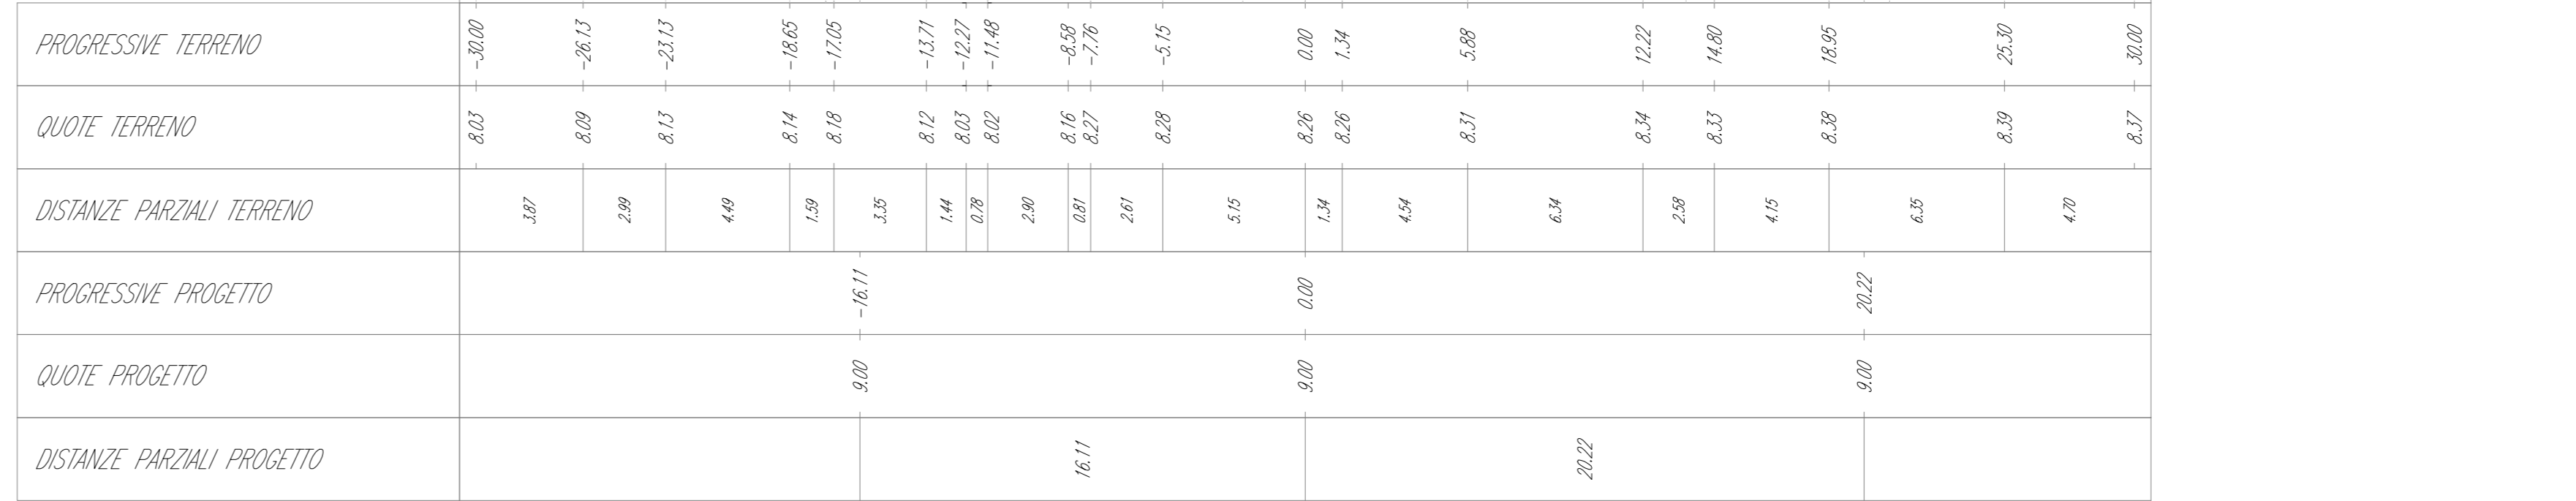 PROGRESSIVE TERRENO -30.00 -26.13 -23.13 -18.65 -17.05 -13.71 -12.27 -11.48 -8.58 -7.76 -5.15 0.00 1.34 5.88 12.22 14.80 18.95 25.30 30.00
QUOTE TERRENO 8.03 8.09 8.13 8.14 8.18 8.12 8.03 8.02 8.16 8.27 8.28 8.26 8.26 8.31 8.34 8.33 8.38 8.39 8.37
DISTANZE PARZIALI TERRENO 3.87 2.99 4.49 1.59 3.35 1.44 0.78 2.90 0.81 2.61 5.15 1.34 4.54 6.34 2.58 4.15 6.35 4.70
PROGRESSIVE PROGETTO -16.11 0.00 20.22
QUOTE PROGETTO 9.00 9.00 9.00
DISTANZE PARZIALI PROGETTO 16.11 20.22